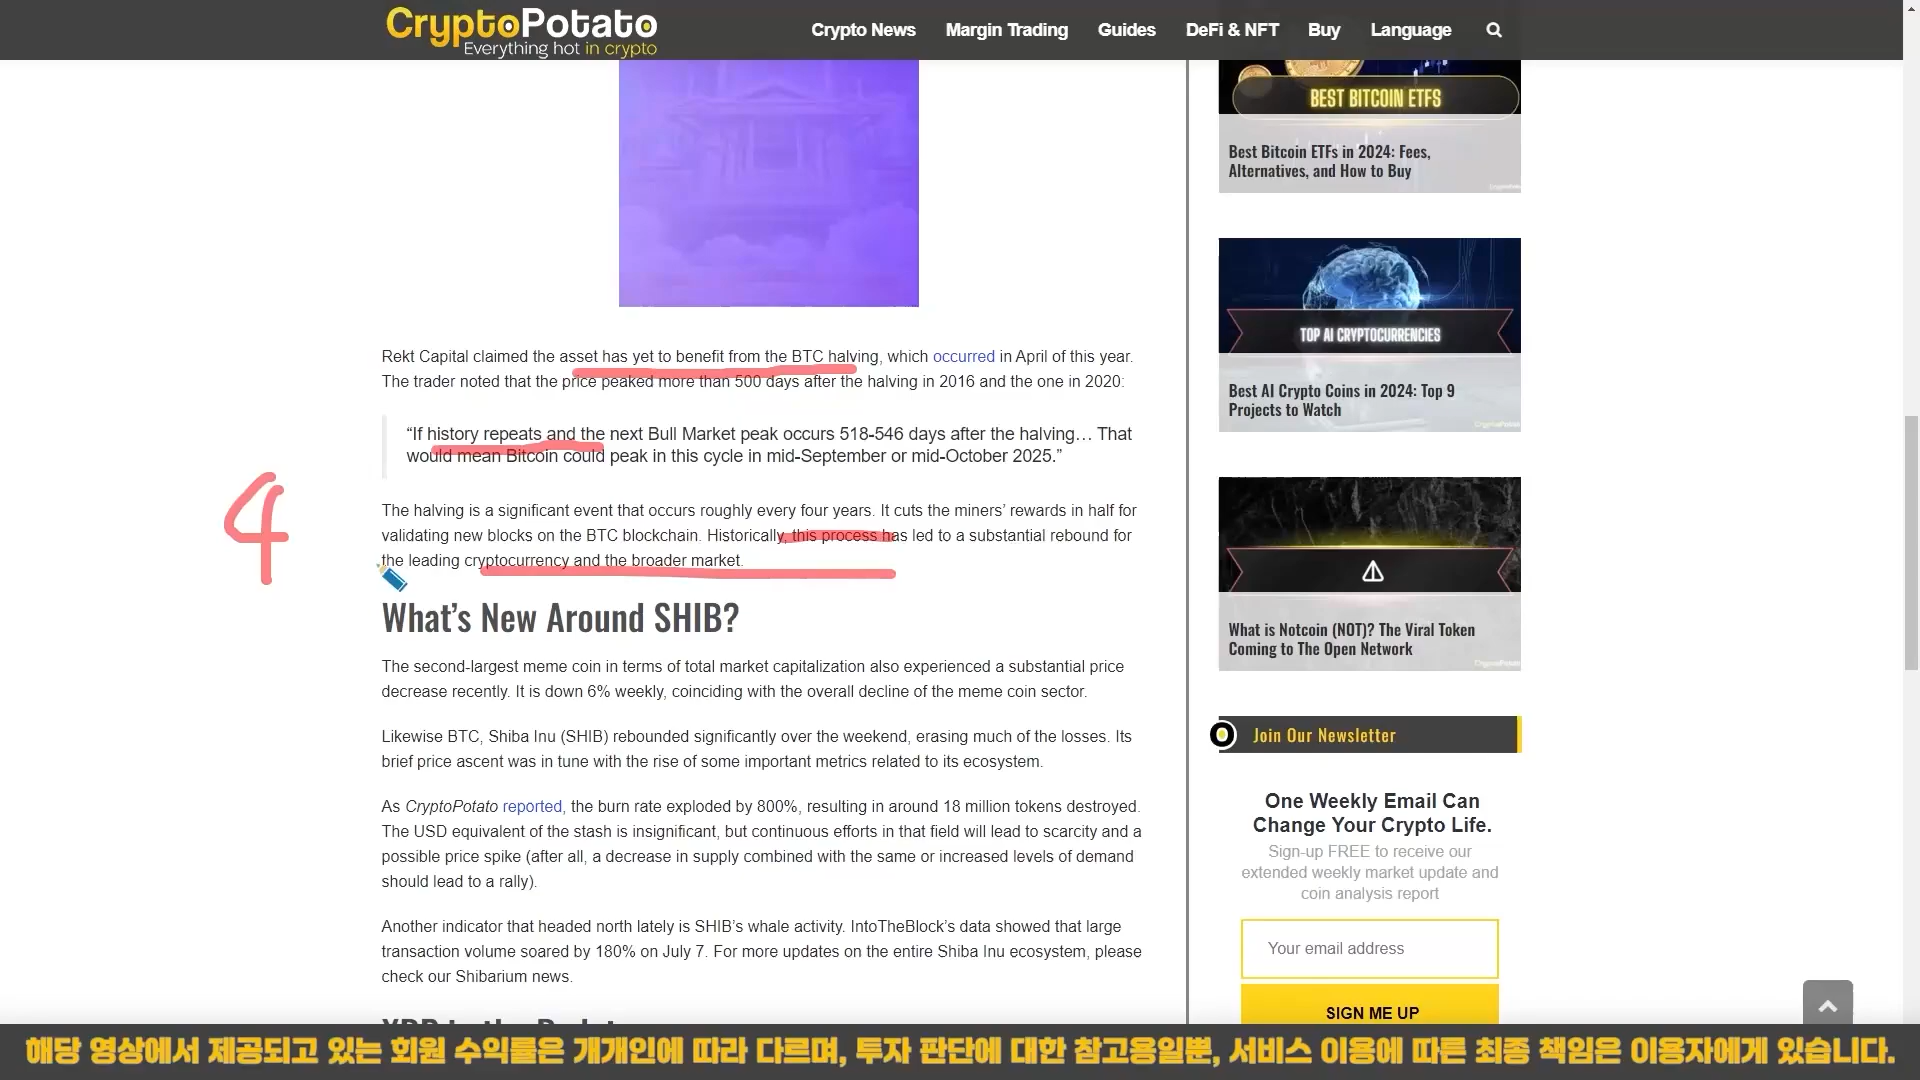 CryptoPotato
Everything hot in crypto
Crypto News
Margin Trading
Guides
DeFi & NFT
Buy
Language
BEST BITCOIN ETFS
Best Bitcoin ETFs in 2024: Fees,
Alternatives, and How to Buy
TOP AI CRYPTOCURRENCIES
Best AI Crypto Coins in 2024: Top 9
Projects to Watch
What is Notcoin (NOT)? The Viral Token
Coming to The Open Network
Rekt Capital claimed the asset has yet to benefit from the BTC halving, which occurred in April of this year.
The trader noted that the price peaked more than 500 days after the halving in 2016 and the one in 2020:
“If history repeats and the next Bull Market peak occurs 518-546 days after the halving… That
would mean Bitcoin could peak in this cycle in mid-September or mid-October 2025.”
4
The halving is a significant event that occurs roughly every four years. It cuts the miners’ rewards in half for
validating new blocks on the BTC blockchain. Historically, this process has led to a substantial rebound for
the leading cryptocurrency and the broader market.
What’s New Around SHIB?
The second-largest meme coin in terms of total market capitalization also experienced a substantial price
decrease recently. It is down 6% weekly, coinciding with the overall decline of the meme coin sector.
Likewise BTC, Shiba Inu (SHIB) rebounded significantly over the weekend, erasing much of the losses. Its
brief price ascent was in tune with the rise of some important metrics related to its ecosystem.
As CryptoPotato reported, the burn rate exploded by 800%, resulting in around 18 million tokens destroyed.
The USD equivalent of the stash is insignificant, but continuous efforts in that field will lead to scarcity and a
possible price spike (after all, a decrease in supply combined with the same or increased levels of demand
should lead to a rally).
Another indicator that headed north lately is SHIB’s whale activity. IntoTheBlock’s data showed that large
transaction volume soared by 180% on July 7. For more updates on the entire Shiba Inu ecosystem, please
check our Shibarium news.
Join Our Newsletter
One Weekly Email Can
Change Your Crypto Life.
Sign-up FREE to receive our
extended weekly market update and
coin analysis report
Your email address
SIGN ME UP
해당 영상에서 제공되고 있는 회원 수익률은 개개인에 따라 다르며, 투자 판단에 대한 참고용일뿐, 서비스 이용에 따른 최종 책임은 이용자에게 있습니다.